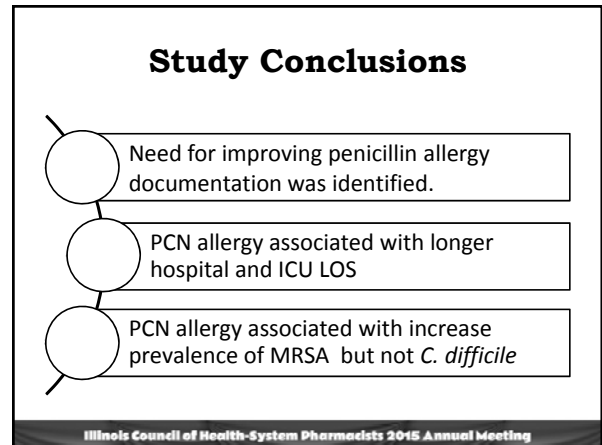 Study Conclusions
Need for improving penicillin allergy
documentation was identified.
PCN allergy associated with longer
hospital and ICU LOS
PCN allergy associated with increase
prevalence of MRSA but not C. difficile
Illinois Council of Health-System Pharmacists 2015 Annual Meeting